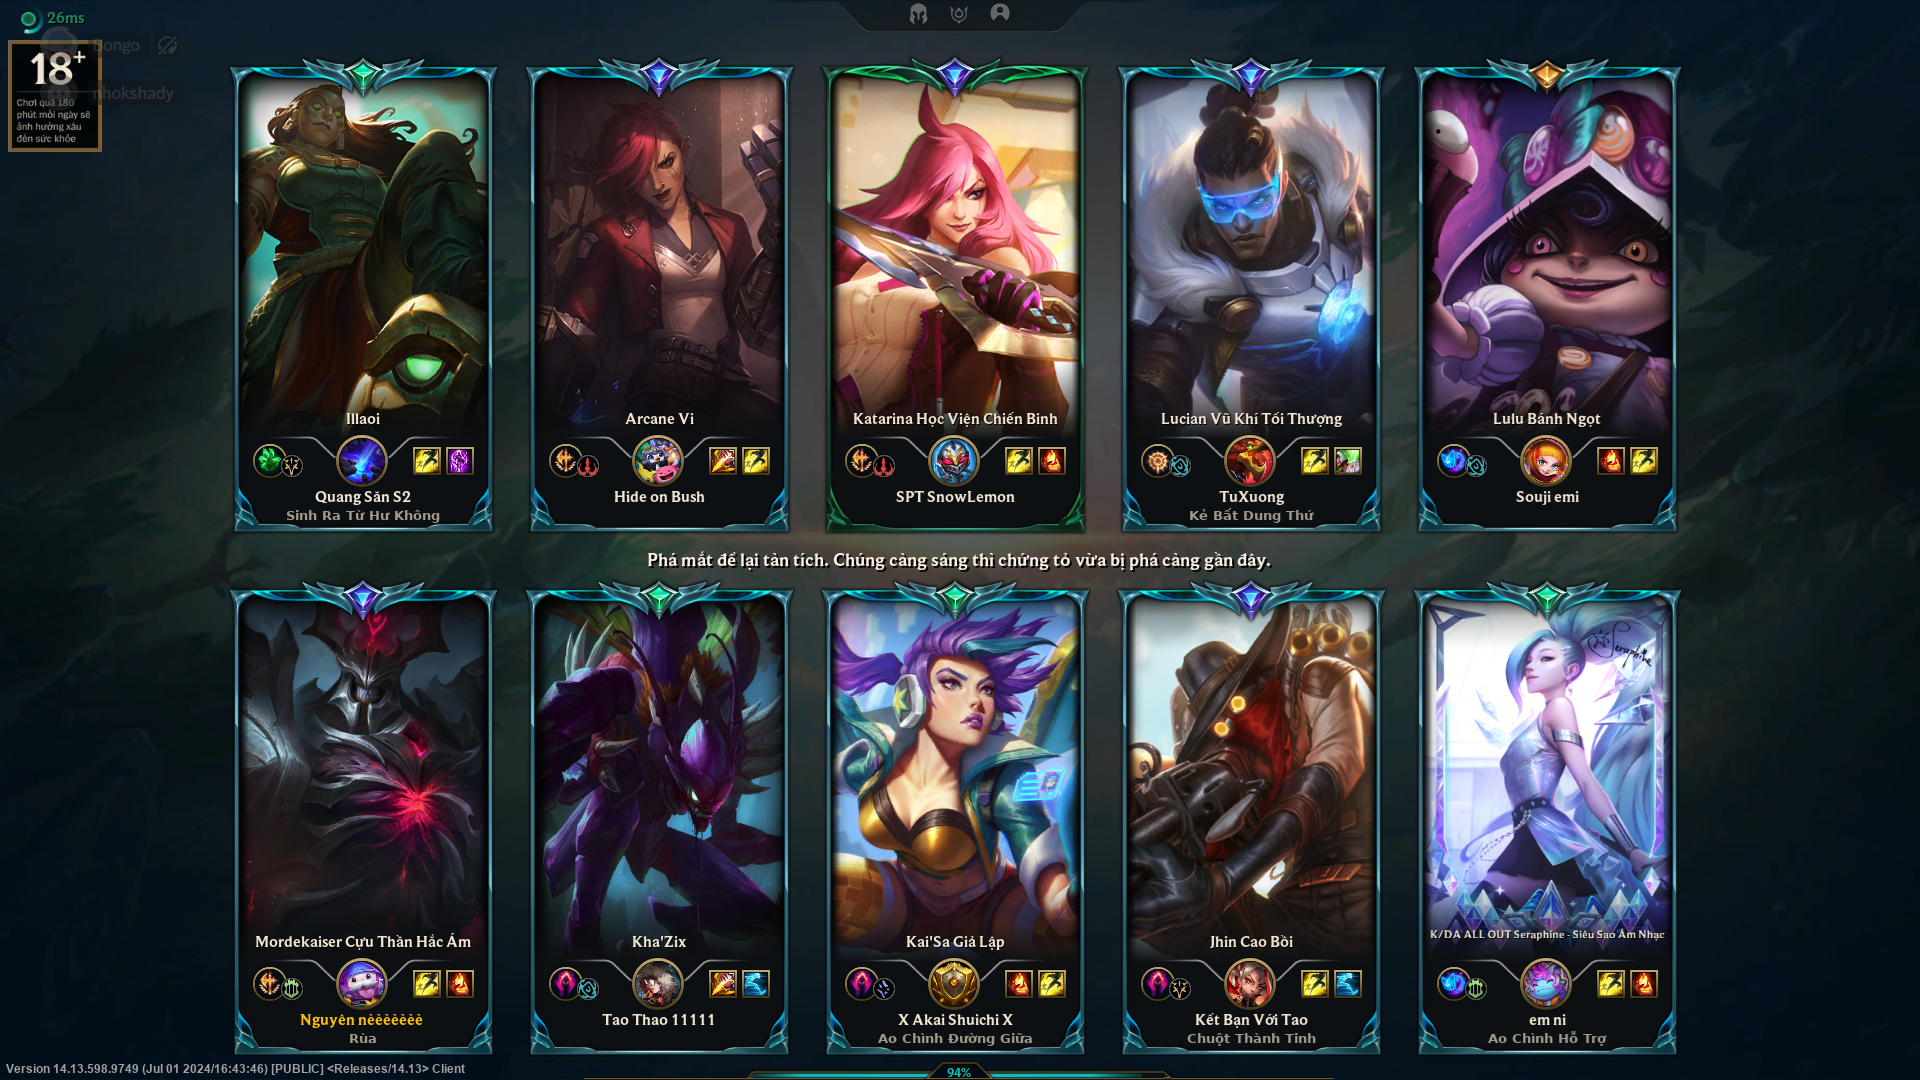 26ms
Bongo
18+
Chơi quá 180
phút mỗi ngày sẽ
ảnh hưởng xấu
đến sức khỏe
nhokshady
Illaoi
Arcane Vi
Katarina Học Viện Chiến Binh
Lucian Vũ Khí Tối Thượng
Lulu Bánh Ngọt
Quang Sân S2
Hide on Bush
SPT SnowLemon
TuXuong
Souji emi
Sinh Ra Từ Hư Không
Kẻ Bất Dung Thứ
Phá mắt để lại tàn tích. Chúng càng sáng thì chứng tỏ vừa bị phá càng gần đây.
Seraphine
Mordekaiser Cựu Thần Hắc Ám
Kha'Zix
Kai'Sa Giả Lập
Jhin Cao Bồi
K/DA ALL OUT Seraphine - Siêu Sao Âm Nhạc
Nguyên nèèèèèèè
Tao Thao 11111
X Akai Shuichi X
Kết Bạn Với Tao
em ni
Rùa
Ao Chình Đường Giữa
Chuột Thành Tinh
Ao Chình Hỗ Trợ
Version 14.13.598.9749 (Jul 01 2024/16:43:46) [PUBLIC] <Releases/14.13> Client
94%